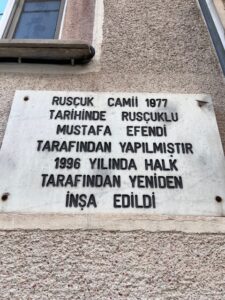 RUSÇUK CAMİİ 1977
TARİHİNDE RUSÇUKLU
MUSTAFA EFENDİ
TARAFINDAN YAPILMIŞTIR
1996 YILINDA HALK
TARAFINDAN YENİDEN
İNŞA EDİLDİ